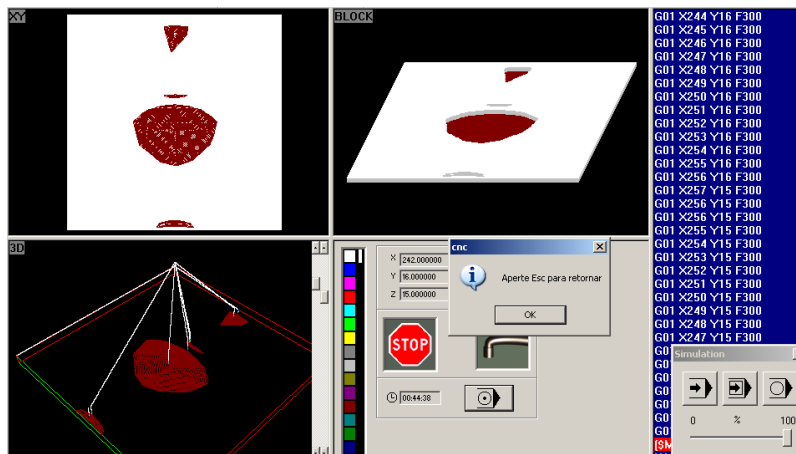 XY
BLOCK
G01 X244 Y16 F300
G01 X245 Y16 F300
G01 X246 Y16 F300
G01 X247 Y16 F300
G01 X248 Y16 F300
G01 X249 Y16 F300
G01 X250 Y16 F300
G01 X251 Y16 F300
G01 X252 Y16 F300
G01 X253 Y16 F300
G01 X254 Y16 F300
G01 X255 Y16 F300
G01 X256 Y16 F300
G01 X257 Y15 F300
G01 X256 Y15 F300
G01 X256 Y15 F300
G01 X255 Y15 F300
G01 X254 Y15 F300
G01 X253 Y15 F300
G01 X252 Y15 F300
G01 X251 Y15 F300
G01 X250 Y15 F300
G01 X249 Y15 F300
G01 X248 Y15 F300
G01 X247 Y15 F300
3D
X 242.000000
Y 16.000000
Z 15.000000
cnc
Aperte Esc para retornar
OK
STOP
00:44:38
Simulation
0 % 100